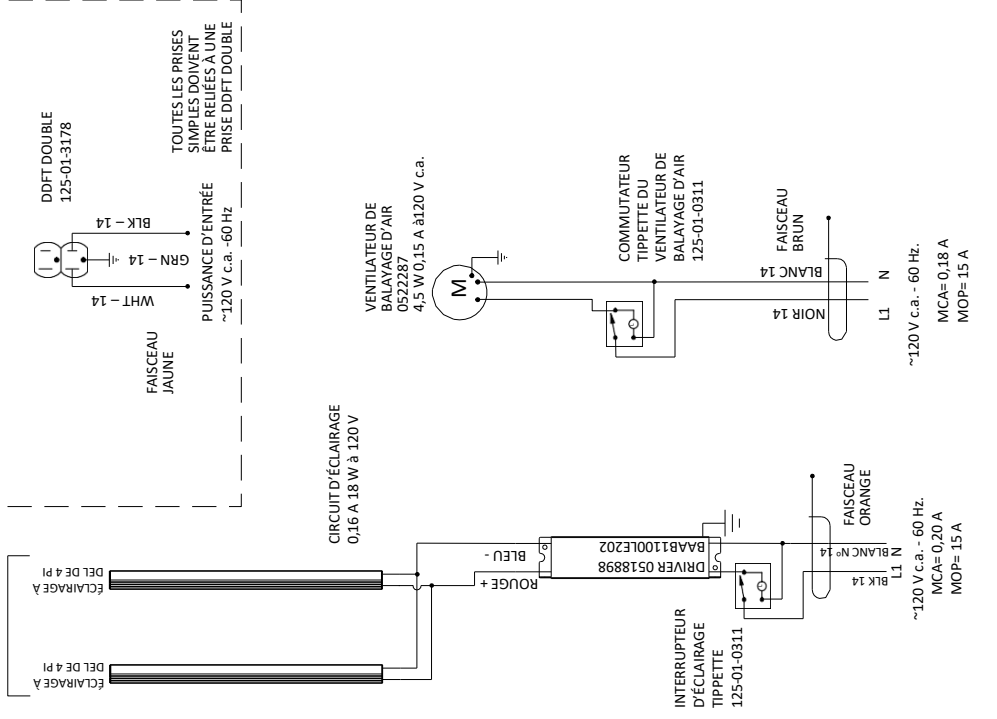 DDFT DOUBLE
125-01-3178
TOUTES LES PRISES
SIMPLES DOIVENT
ÊTRE RELIÉES À UNE
PRISE DDFT DOUBLE
BLK – 14
GRN – 14
WHT – 14
PUISSANCE D'ENTRÉE
~120 V c.a. -60 Hz
FAISCEAU
JAUNE
VENTILATEUR DE
BALAYAGE D'AIR
0522287
4,5 W 0,15 A à120 V c.a.
M
COMMUTATEUR
TIPPETTE DU
VENTILATEUR DE
BALAYAGE D'AIR
125-01-0311
FAISCEAU
BRUN
BLANC 14
NOIR 14
L1
N
~120 V c.a. - 60 Hz.
MCA= 0,18 A
MOP= 15 A
CIRCUIT D'ÉCLAIRAGE
0,16 A 18 W à 120 V
ÉCLAIRAGE À
DEL DE 4 PI
ÉCLAIRAGE À
DEL DE 4 PI
BLEU -
ROUGE +
DRIVER 0518898
BAAB1100LE202
INTERRUPTEUR
D'ÉCLAIRAGE
TIPPETTE
125-01-0311
FAISCEAU
ORANGE
BLANC Nº 14
BLK 14
L1 N
~120 V c.a. - 60 Hz.
MCA= 0,20 A
MOP= 15 A